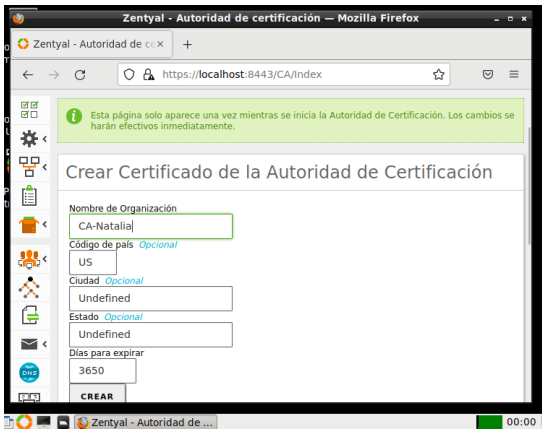 Zentyal - Autoridad de certificación — Mozilla Firefox
Zentyal - Autoridad de ce
https://localhost:8443/CA/Index
Esta página solo aparece una vez mientras se inicia la Autoridad de Certificación. Los cambios se
harán efectivos inmediatamente.
Crear Certificado de la Autoridad de Certificación
Nombre de Organización
CA-Natalia
Código de país Opcional
US
Ciudad Opcional
Undefined
Estado Opcional
Undefined
Días para expirar
3650
DNS
CREAR
Zentyal - Autoridad de ...
00:00